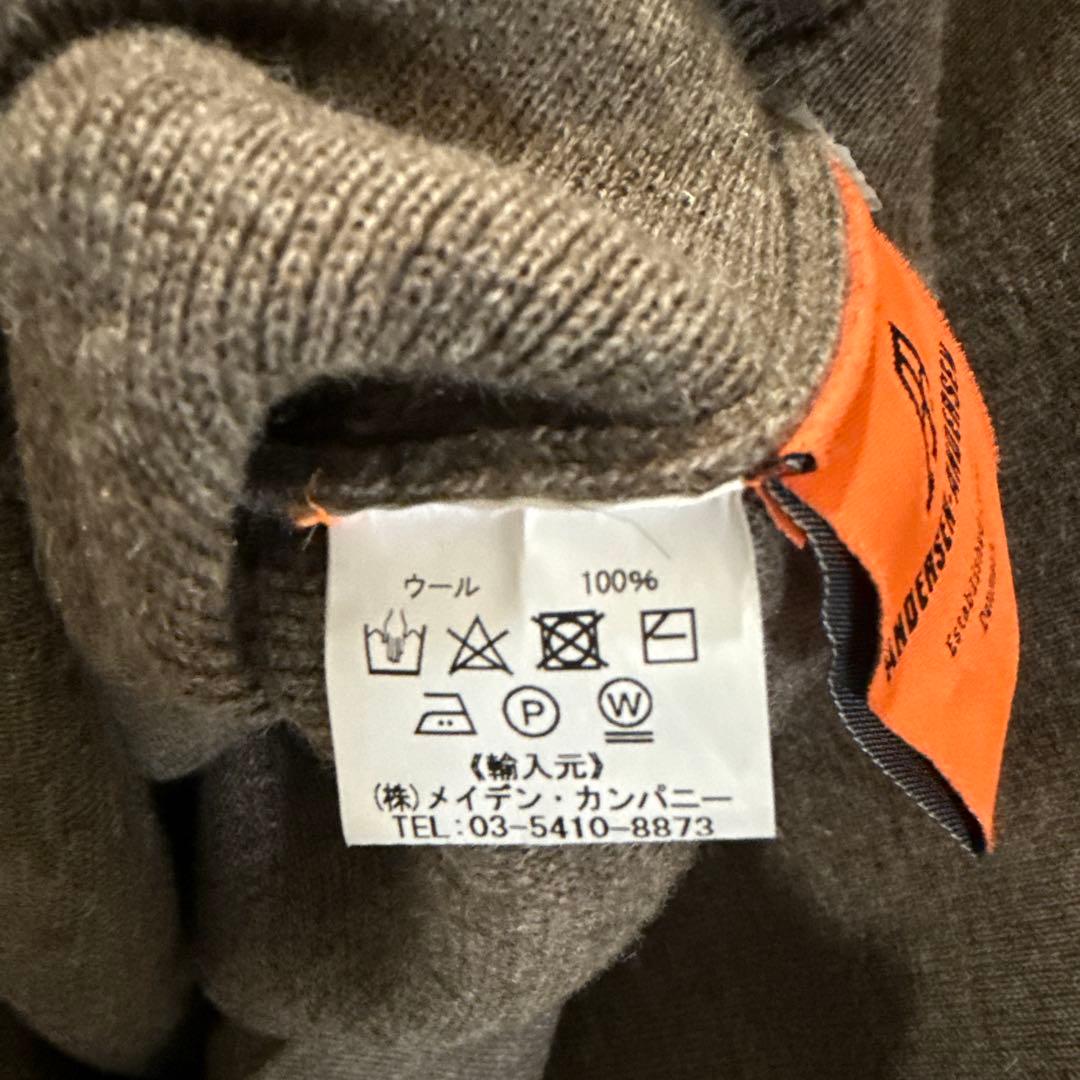 ウール 100%
P W
《輸入元》
(株)メイデン・カンパニー
TEL:03-5410-8873
ANDERSEN-ANDERSEN